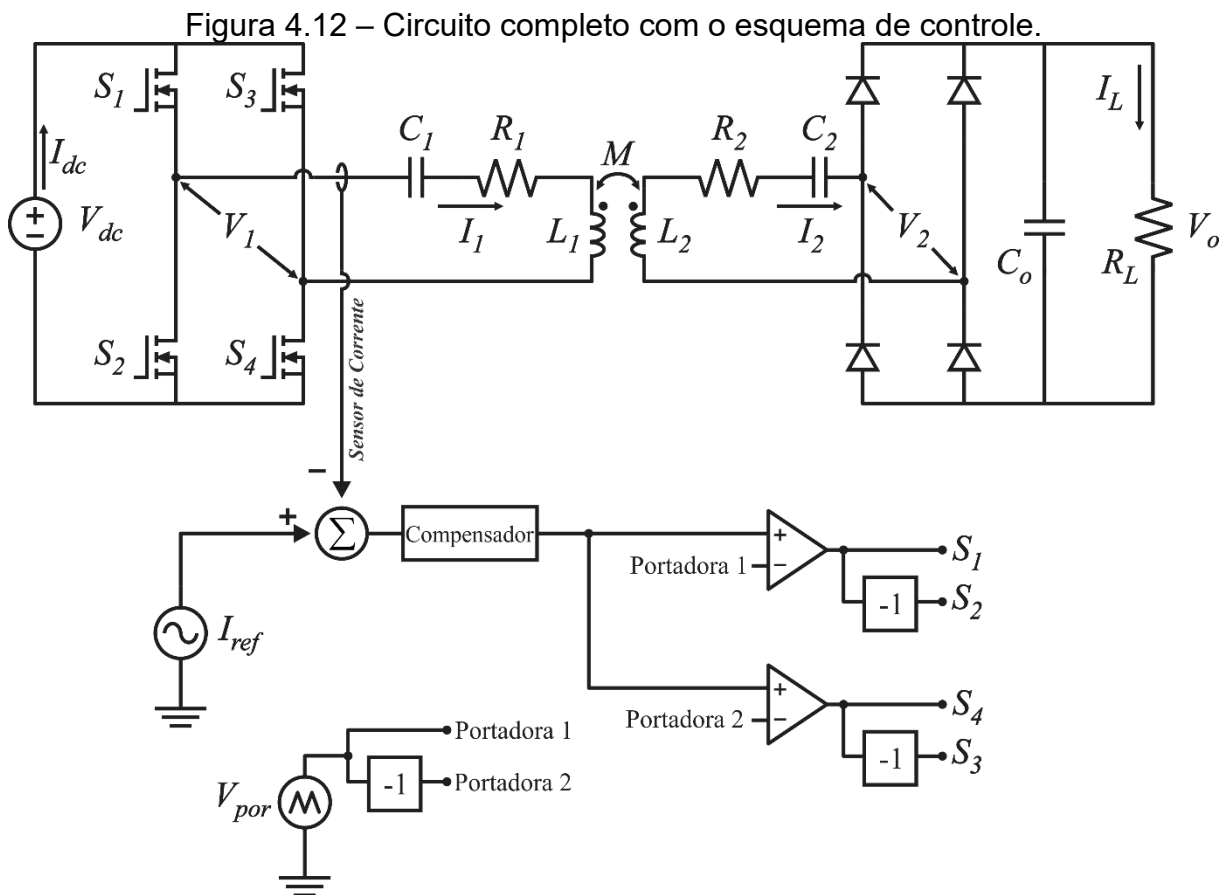 Figura 4.12 – Circuito completo com o esquema de controle.
S1
S3
C1
R1
M
R2
C2
IL
Idc
Vdc
V1
I1
L1
L2
I2
V2
Co
RL
Vo
S2
S4
Sensor de Corrente
–
+
Σ
Compensador
+
Portadora 1
–
S1
-1
S2
Iref
+
Portadora 2
–
S4
-1
S3
Portadora 1
-1
Portadora 2
Vpor